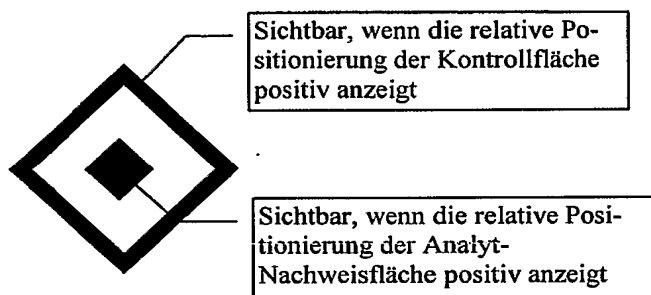 Sichtbar, wenn die relative Po-
sitionierung der Kontrollfläche
positiv anzeigt
Sichtbar, wenn die relative Posi-
tionierung der Analyt-
Nachweisfläche positiv anzeigt